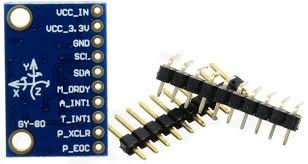 VCC_IN
VCC_3.3V
GND
SCL
SDA
M_DRDY
A_INT1
T_INT1
P_XCLR
P_EOC
Y
X
(Z)
GY-80